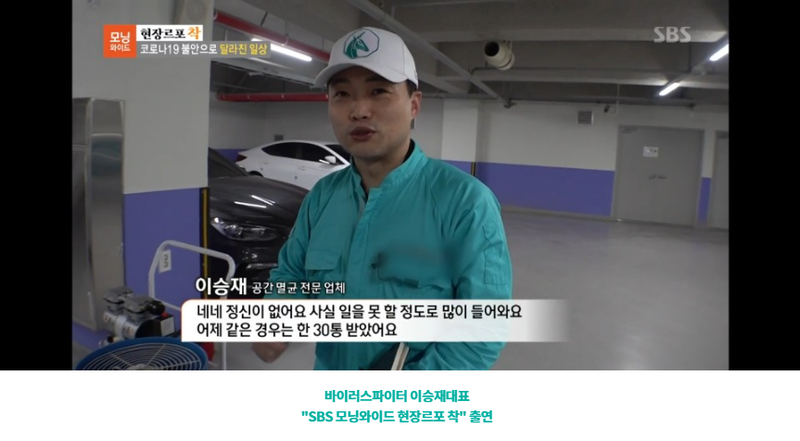 모닝
와이드
현장르포 착
코로나19 불안으로 달라진 일상
SBS
이승재 공간 멸균 전문 업체
네네 정신이 없어요 사실 일을 못 할 정도로 많이 들어와요
어제 같은 경우는 한 30통 받았어요
바이러스파이터 이승재대표
"SBS 모닝와이드 현장르포 착" 출연